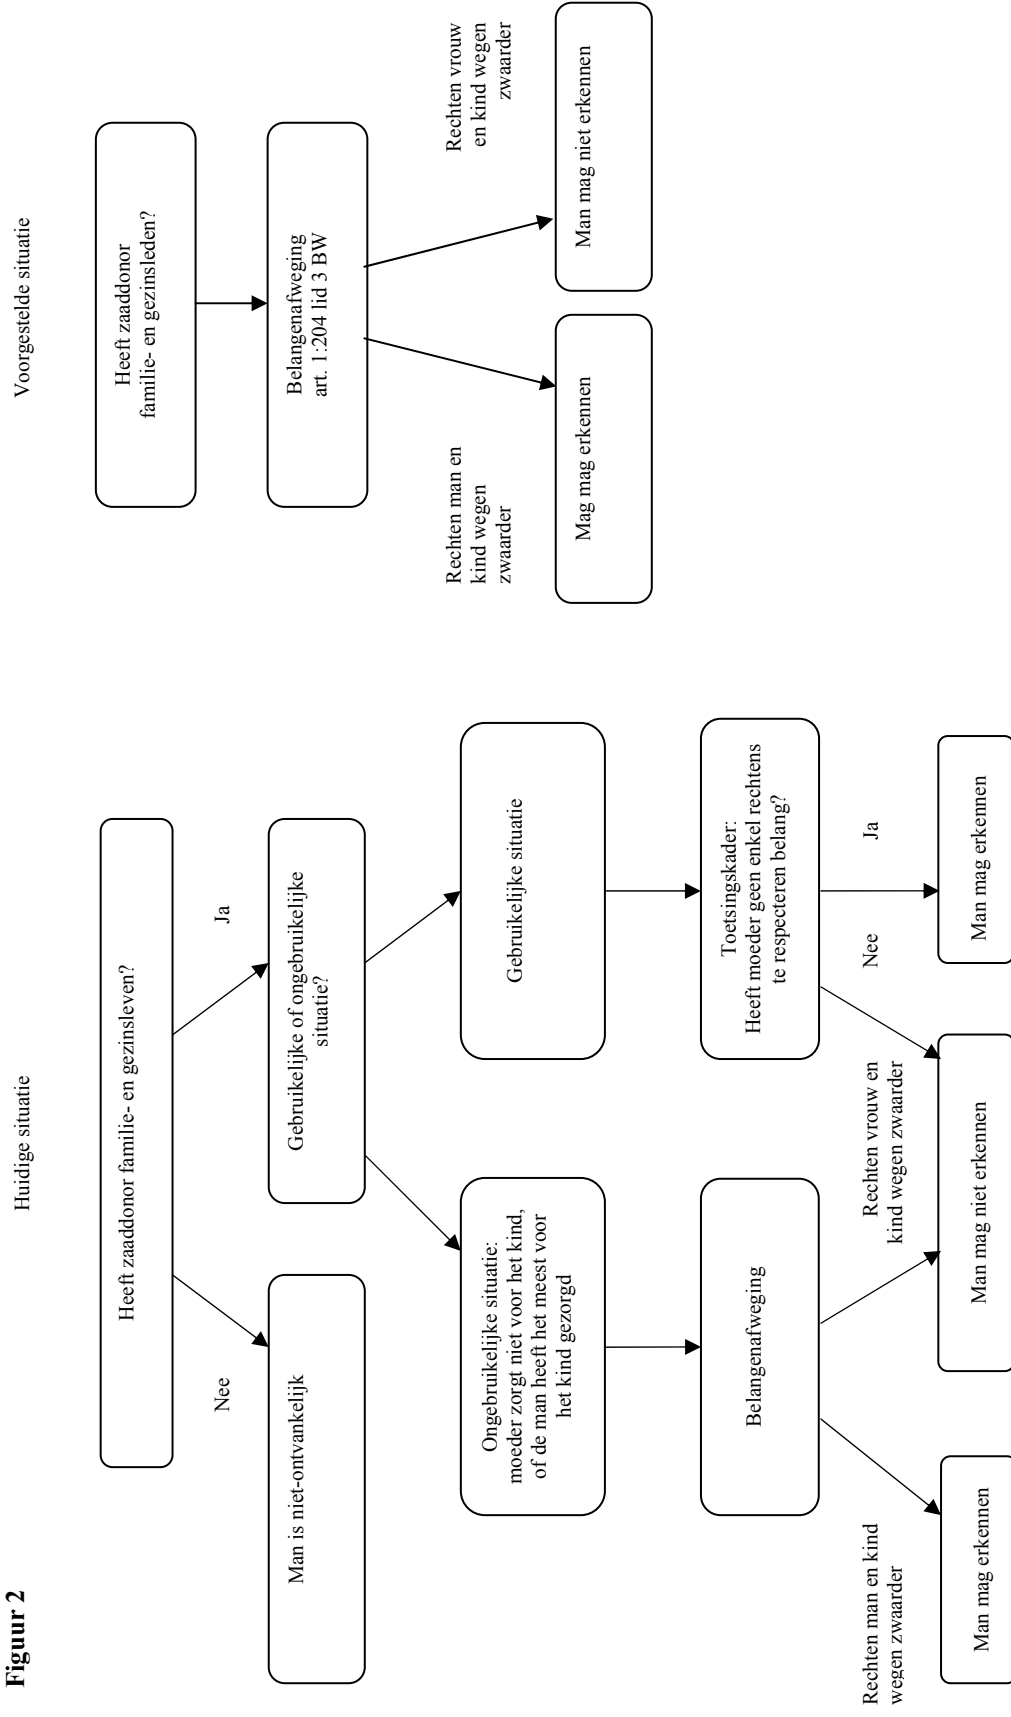 Figuur 2
Huidige situatie
Heeft zaaddonor familie- en gezinsleven?
Nee
Ja
Man is niet-ontvankelijk
Gebruikelijke of ongebruikelijke
situatie?
Ongebruikelijke situatie:
moeder zorgt niet voor het kind,
of de man heeft het meest voor
het kind gezorgd
Gebruikelijke situatie
Belangenafweging
Toetsingskader:
Heeft moeder geen enkel rechtens
te respecteren belang?
Rechten man en kind
wegen zwaarder
Rechten vrouw en
kind wegen zwaarder
Nee
Ja
Man mag erkennen
Man mag niet erkennen
Man mag erkennen
Voorgestelde situatie
Heeft zaaddonor
familie- en gezinsleden?
Belangenafweging
art. 1:204 lid 3 BW
Rechten man en
kind wegen
zwaarder
Rechten vrouw
en kind wegen
zwaarder
Mag mag erkennen
Man mag niet erkennen